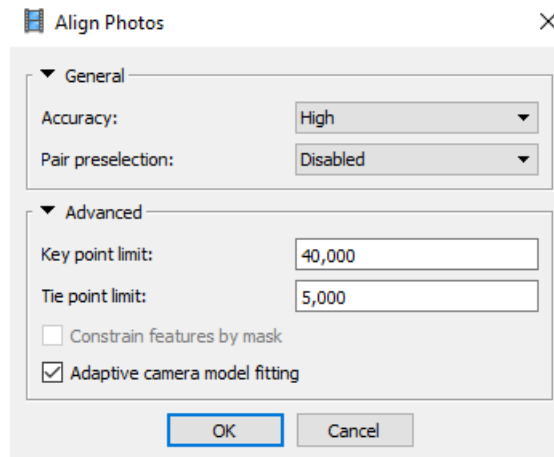 Align Photos
General
Accuracy: High
Pair preselection: Disabled
Advanced
Key point limit: 40,000
Tie point limit: 5,000
Constrain features by mask
Adaptive camera model fitting
OK Cancel